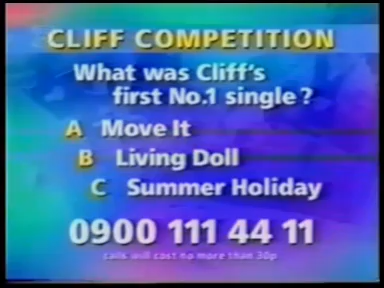 CLIFF COMPETITION
What was Cliff's
first No.1 single?
A Move It
B Living Doll
C Summer Holiday
0900 111 44 11
calls will cost no more than 30p